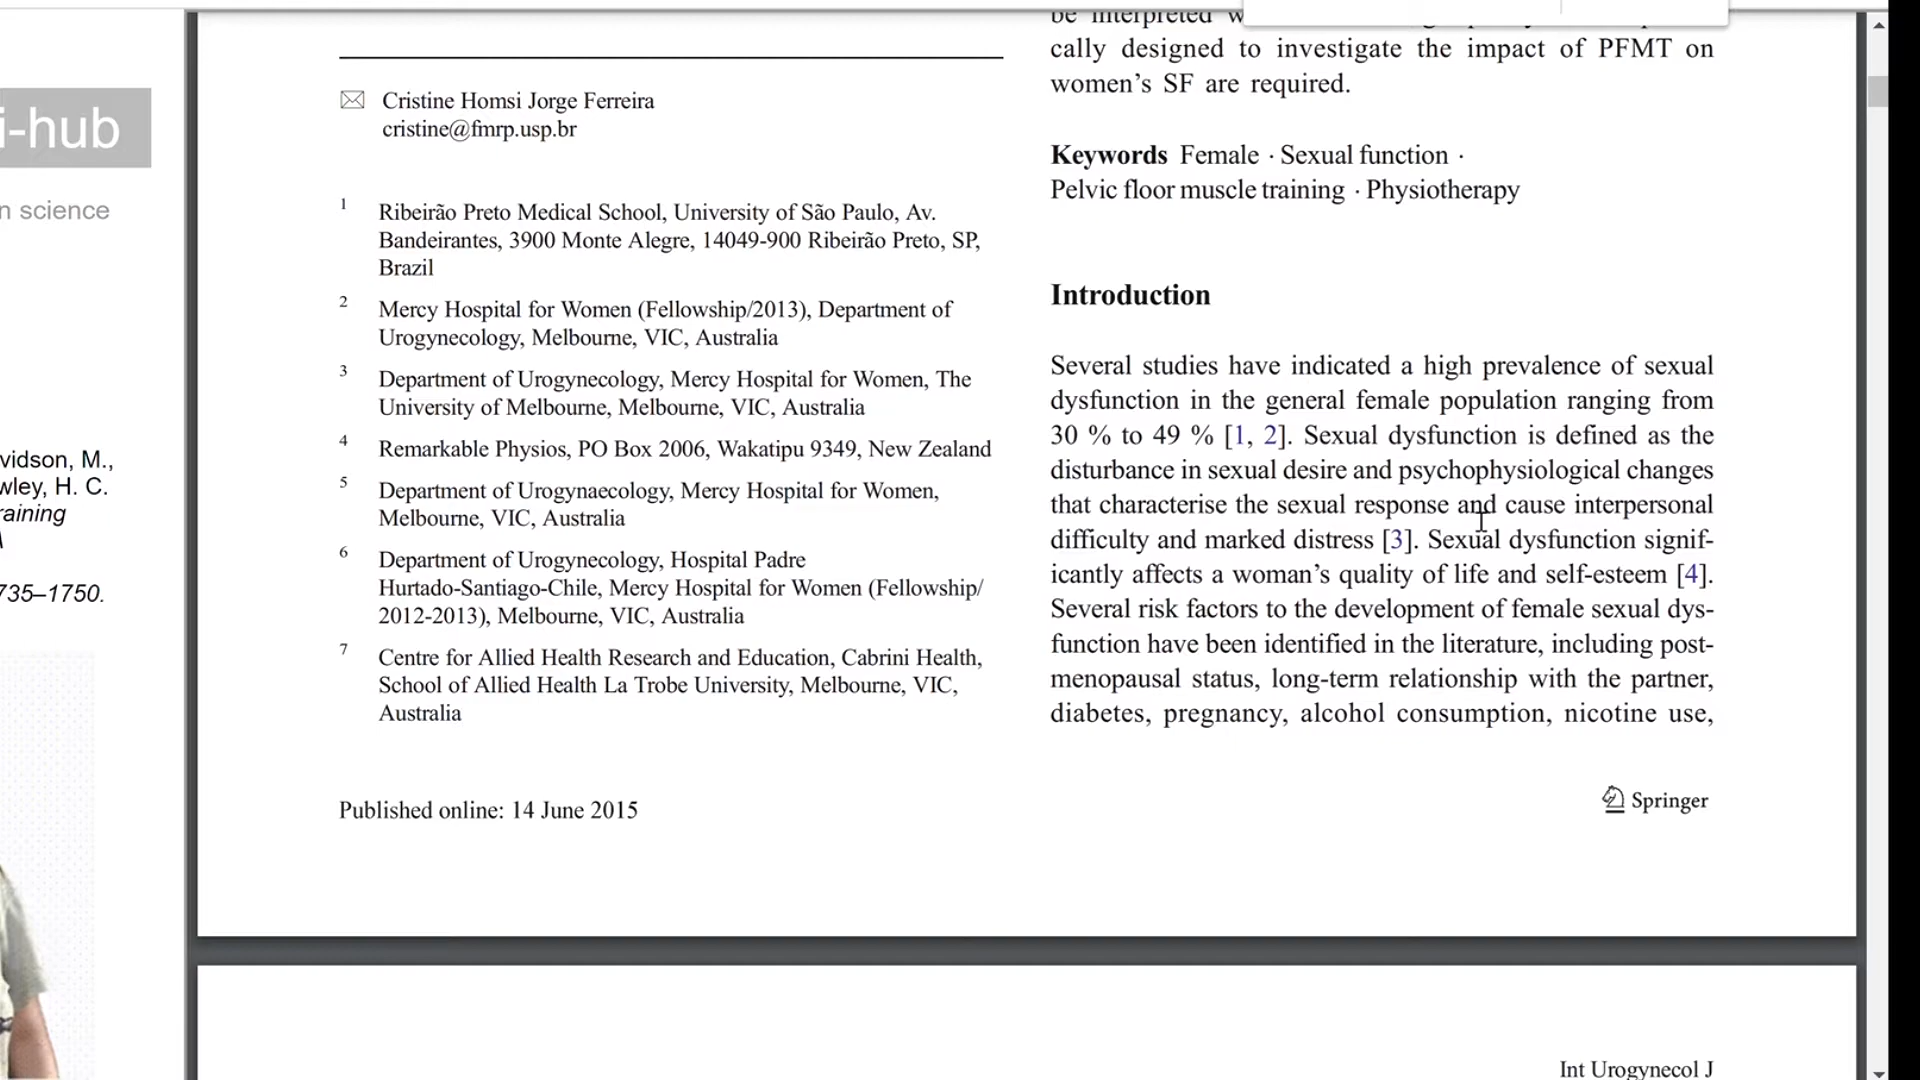 i-hub
n science
vidson, M.,
wley, H. C.
raining
735–1750.
Cristine Homsi Jorge Ferreira
cristine@fmrp.usp.br
1 Ribeirão Preto Medical School, University of São Paulo, Av.
Bandeirantes, 3900 Monte Alegre, 14049-900 Ribeirão Preto, SP,
Brazil
2 Mercy Hospital for Women (Fellowship/2013), Department of
Urogynecology, Melbourne, VIC, Australia
3 Department of Urogynecology, Mercy Hospital for Women, The
University of Melbourne, Melbourne, VIC, Australia
4 Remarkable Physios, PO Box 2006, Wakatipu 9349, New Zealand
5 Department of Urogynaecology, Mercy Hospital for Women,
Melbourne, VIC, Australia
6 Department of Urogynecology, Hospital Padre
Hurtado-Santiago-Chile, Mercy Hospital for Women (Fellowship/
2012-2013), Melbourne, VIC, Australia
7 Centre for Allied Health Research and Education, Cabrini Health,
School of Allied Health La Trobe University, Melbourne, VIC,
Australia
Published online: 14 June 2015
be interpreted
cally designed to investigate the impact of PFMT on
women's SF are required.
Keywords Female · Sexual function ·
Pelvic floor muscle training · Physiotherapy
Introduction
Several studies have indicated a high prevalence of sexual
dysfunction in the general female population ranging from
30 % to 49 % [1, 2]. Sexual dysfunction is defined as the
disturbance in sexual desire and psychophysiological changes
that characterise the sexual response and cause interpersonal
difficulty and marked distress [3]. Sexual dysfunction signif-
icantly affects a woman's quality of life and self-esteem [4].
Several risk factors to the development of female sexual dys-
function have been identified in the literature, including post-
menopausal status, long-term relationship with the partner,
diabetes, pregnancy, alcohol consumption, nicotine use,
Springer
Int Urogynecol J